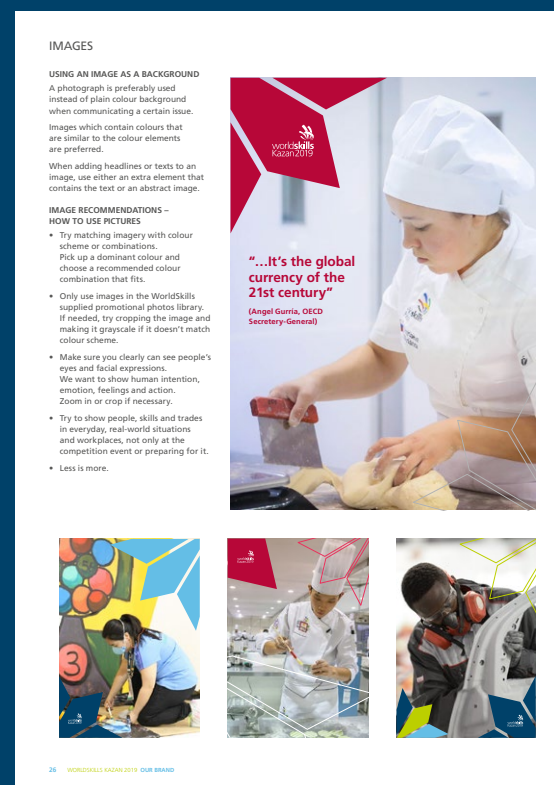 IMAGES
USING AN IMAGE AS A BACKGROUND
A photograph is preferably used
instead of plain colour background
when communicating a certain issue.
Images which contain colours that
are similar to the colour elements
are preferred.
When adding headlines or texts to an
image, use either an extra element that
contains the text or an abstract image.
IMAGE RECOMMENDATIONS –
HOW TO USE PICTURES
• Try matching imagery with colour
scheme or combinations.
Pick up a dominant colour and
choose a recommended colour
combination that fits.
• Only use images in the WorldSkills
supplied promotional photos library.
If needed, try cropping the image and
making it grayscale if it doesn’t match
colour scheme.
• Make sure you clearly can see people’s
eyes and facial expressions.
We want to show human intention,
emotion, feelings and action.
Zoom in or crop if necessary.
• Try to show people, skills and trades
in everyday, real-world situations
and workplaces, not only at the
competition event or preparing for it.
• Less is more.
worldskills
Kazan2019
“…It’s the global
currency of the
21st century”
(Angel Gurria, OECD
Secretery-General)
3
worldskills
Kazan2019
26 WORLDSKILLS KAZAN 2019 OUR BRAND